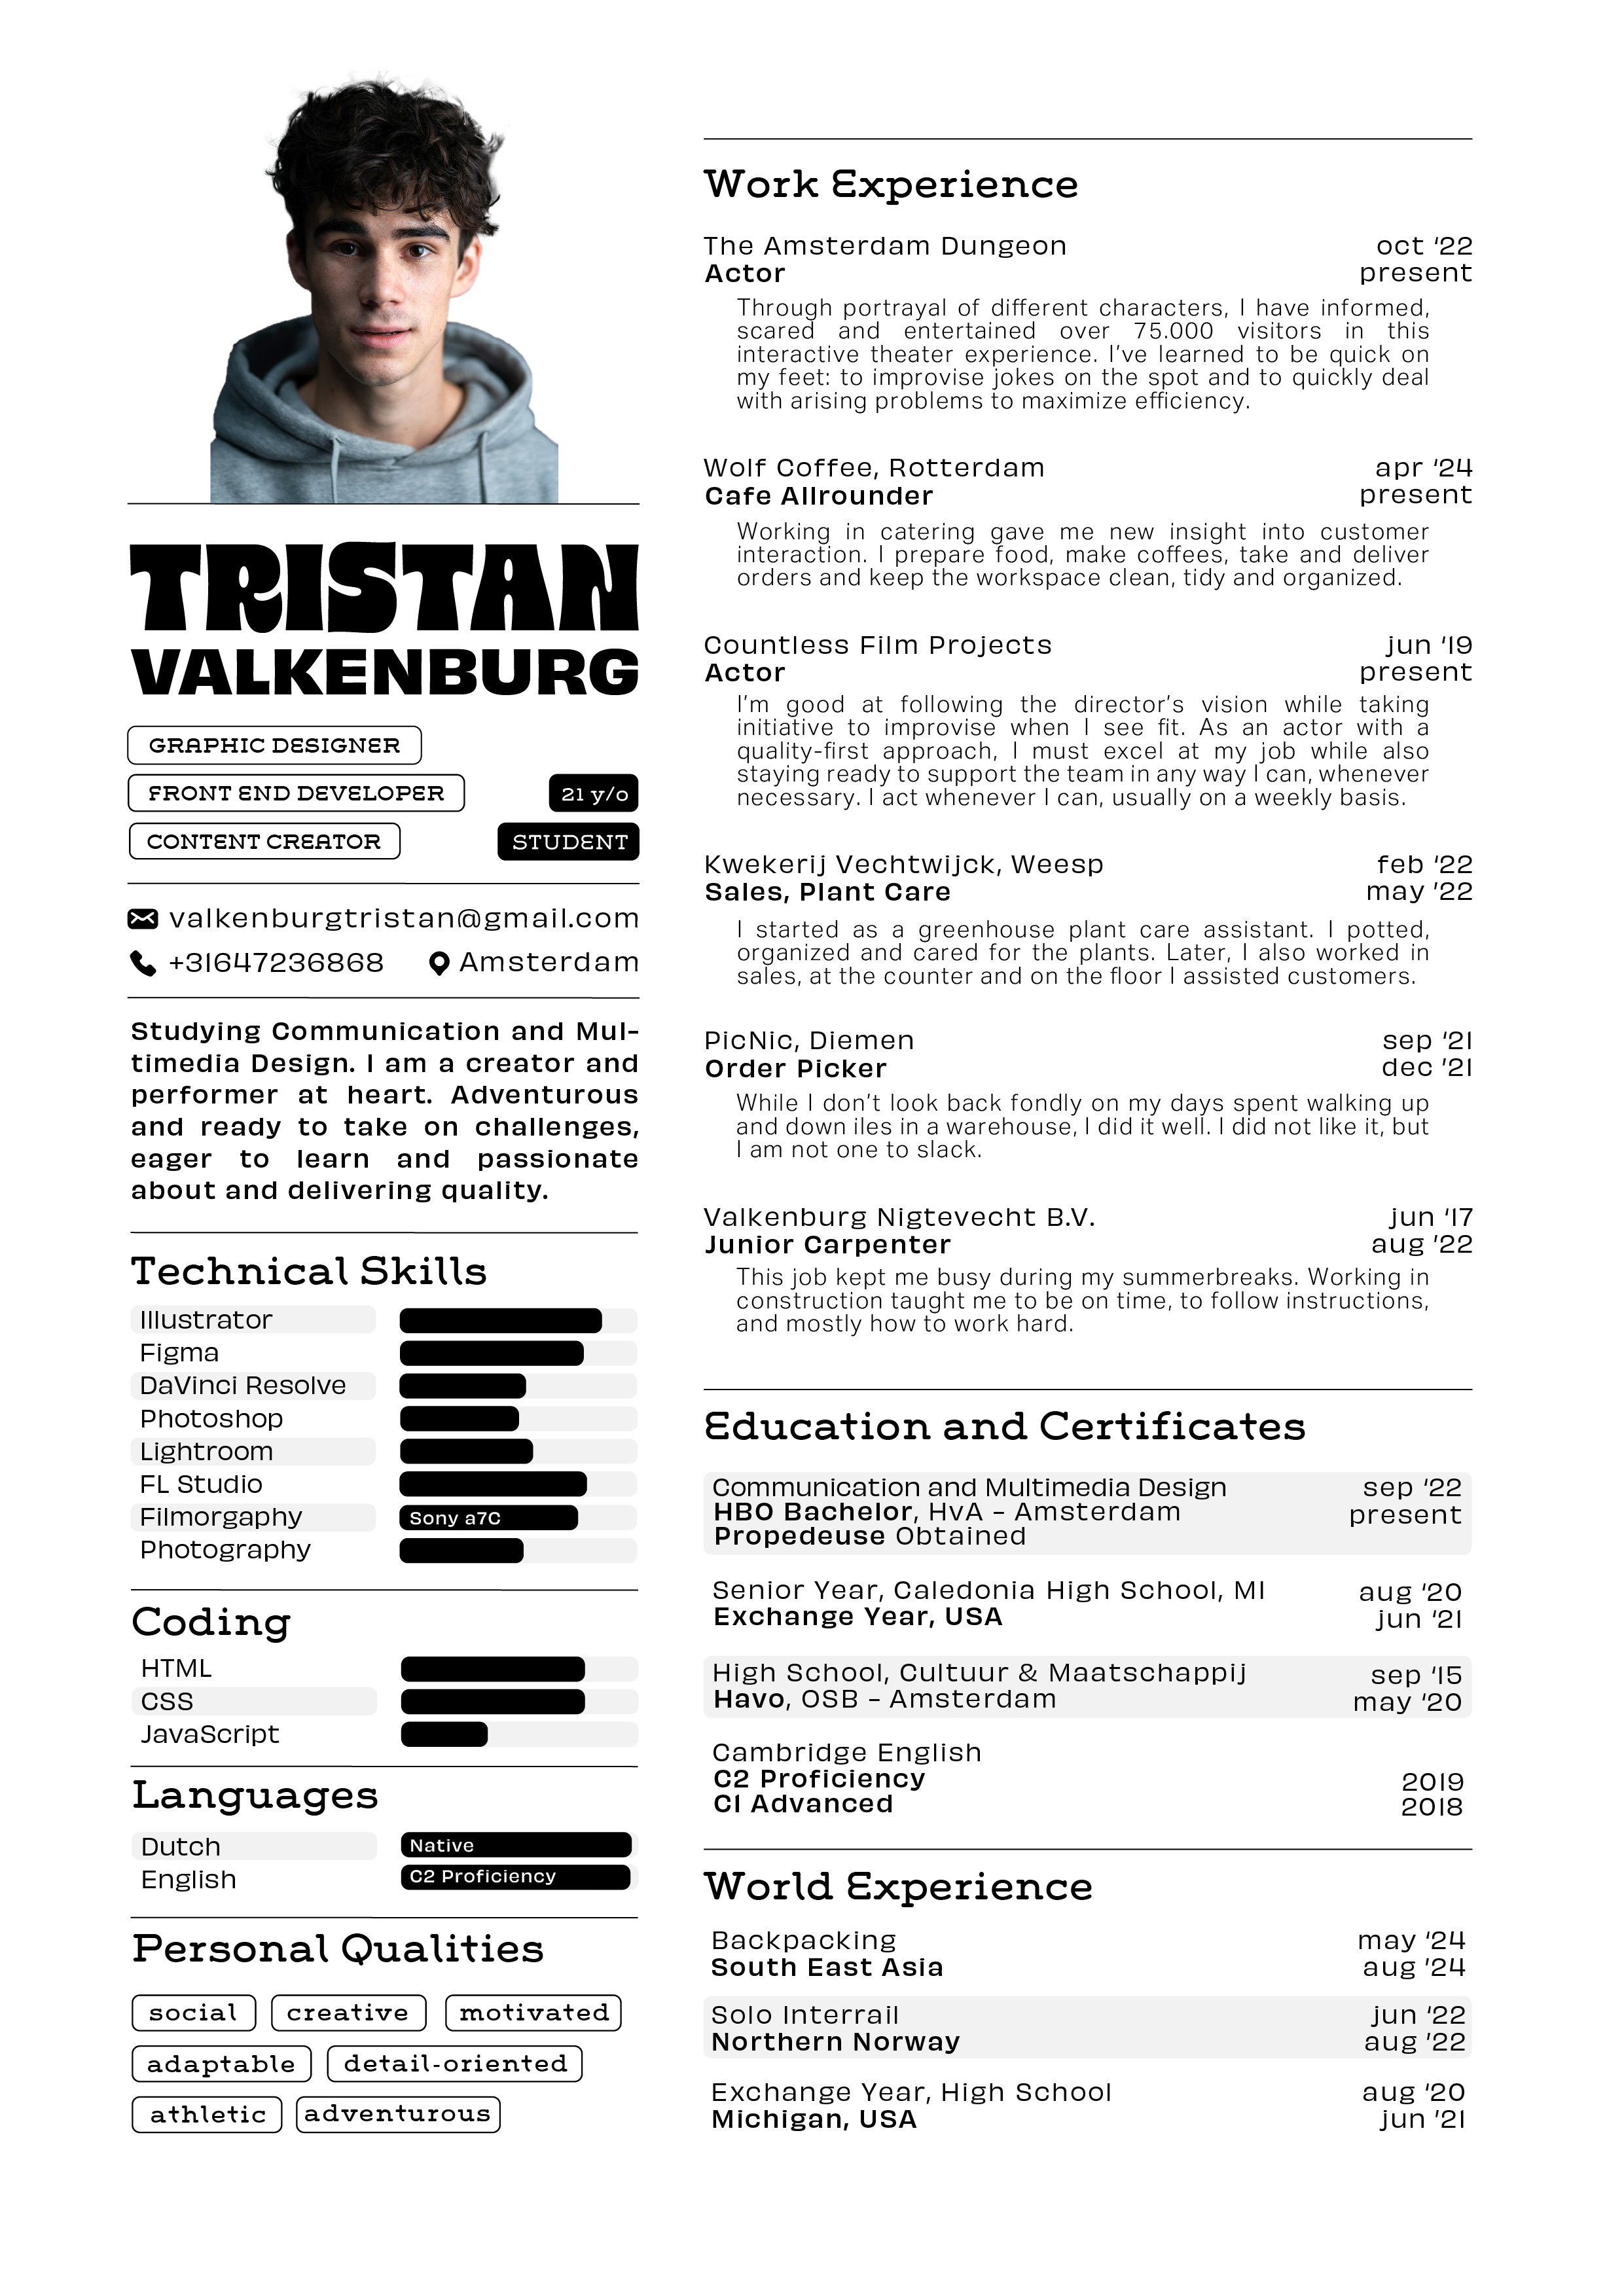 TRISTAN
VALKENBURG
GRAPHIC DESIGNER
FRONT END DEVELOPER
21 y/o
CONTENT CREATOR
STUDENT
valkenburgtristan@gmail.com
+31647236868
Amsterdam
Studying Communication and Mul-
timedia Design. I am a creator and
performer at heart. Adventurous
and ready to take on challenges,
eager to learn and passionate
about and delivering quality.
Technical Skills
Illustrator
Figma
DaVinci Resolve
Photoshop
Lightroom
FL Studio
Filmorgaphy
Sony a7C
Photography
Coding
HTML
CSS
JavaScript
Languages
Dutch
Native
English
C2 Proficiency
Personal Qualities
social
creative
motivated
adaptable
detail-oriented
athletic
adventurous
Work Experience
The Amsterdam Dungeon
oct '22
Actor
present
Through portrayal of different characters, I have informed,
scared and entertained over 75.000 visitors in this
interactive theater experience. I've learned to be quick on
my feet: to improvise jokes on the spot and to quickly deal
with arising problems to maximize efficiency.
Wolf Coffee, Rotterdam
apr '24
Cafe Allrounder
present
Working in catering gave me new insight into customer
interaction. I prepare food, make coffees, take and deliver
orders and keep the workspace clean, tidy and organized.
Countless Film Projects
jun '19
Actor
present
I'm good at following the director's vision while taking
initiative to improvise when I see fit. As an actor with a
quality-first approach, I must excel at my job while also
staying ready to support the team in any way I can, whenever
necessary. I act whenever I can, usually on a weekly basis.
Kwekerij Vechtwijck, Weesp
feb '22
Sales, Plant Care
may '22
I started as a greenhouse plant care assistant. I potted,
organized and cared for the plants. Later, I also worked in
sales, at the counter and on the floor I assisted customers.
PicNic, Diemen
sep '21
Order Picker
dec '21
While I don't look back fondly on my days spent walking up
and down iles in a warehouse, I did it well. I did not like it, but
I am not one to slack.
Valkenburg Nigtevecht B.V.
jun '17
Junior Carpenter
aug '22
This job kept me busy during my summerbreaks. Working in
construction taught me to be on time, to follow instructions,
and mostly how to work hard.
Education and Certificates
Communication and Multimedia Design
sep '22
HBO Bachelor, HvA - Amsterdam
present
Propedeuse Obtained
Senior Year, Caledonia High School, MI
aug '20
Exchange Year, USA
jun '21
High School, Cultuur & Maatschappij
sep '15
Havo, OSB - Amsterdam
may '20
Cambridge English
C2 Proficiency
2019
C1 Advanced
2018
World Experience
Backpacking
may '24
South East Asia
aug '24
Solo Interrail
jun '22
Northern Norway
aug '22
Exchange Year, High School
aug '20
Michigan, USA
jun '21